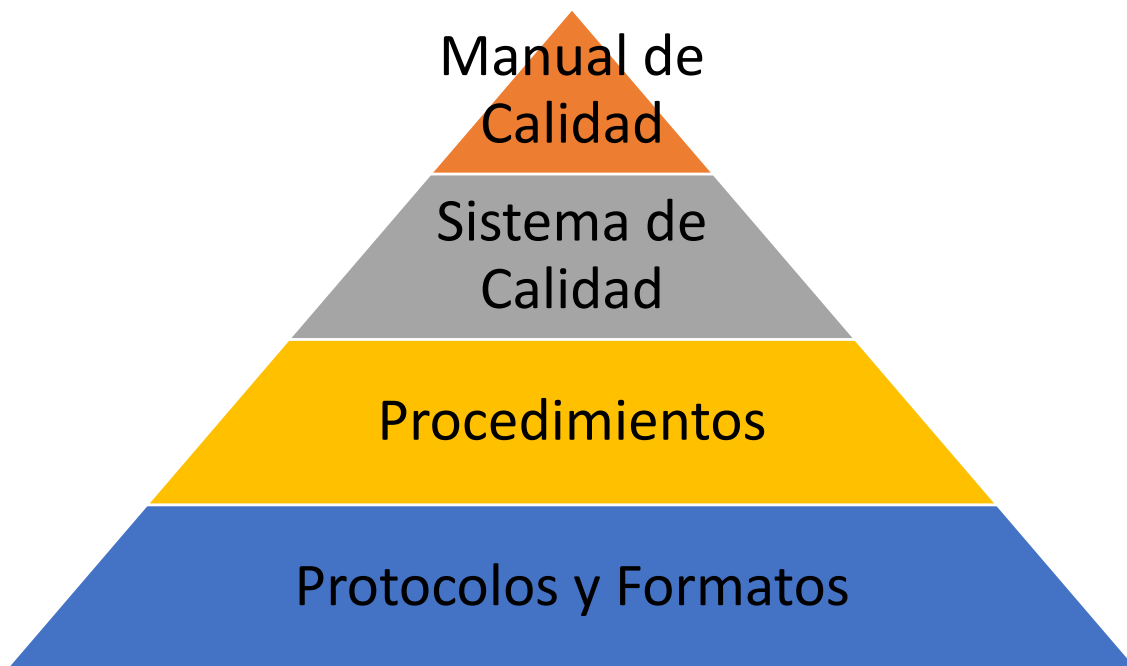 Manual de
Calidad
Sistema de
Calidad
Procedimientos
Protocolos y Formatos